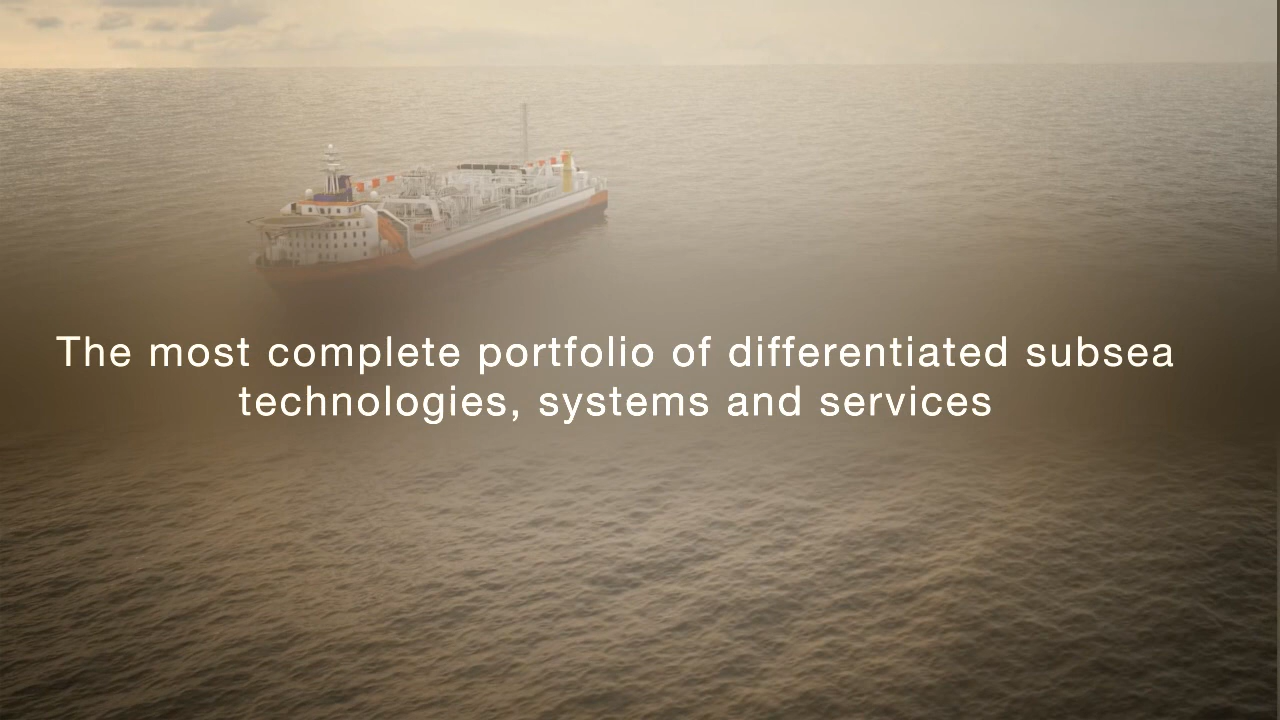 The most complete portfolio of differentiated subsea
technologies, systems and services